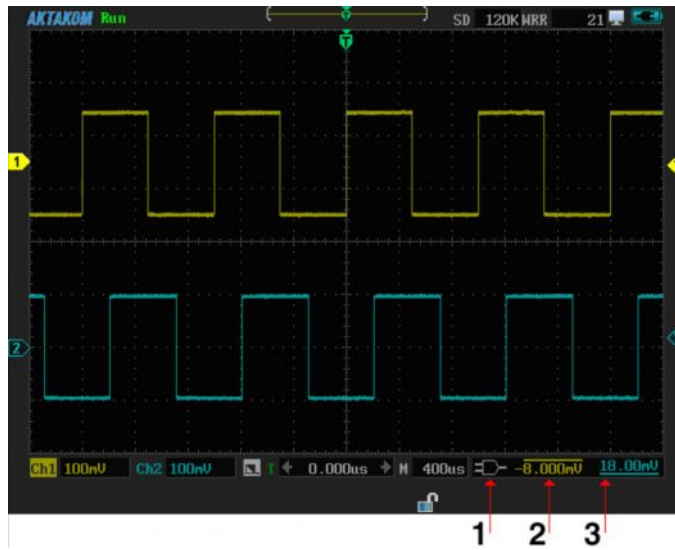 AKTAKOM Run T SD 120K WRR 21
T
1
2
Ch1 100mV Ch2 100mV T 0.000us M 400us -8.000mV 18.00mV
1 2 3